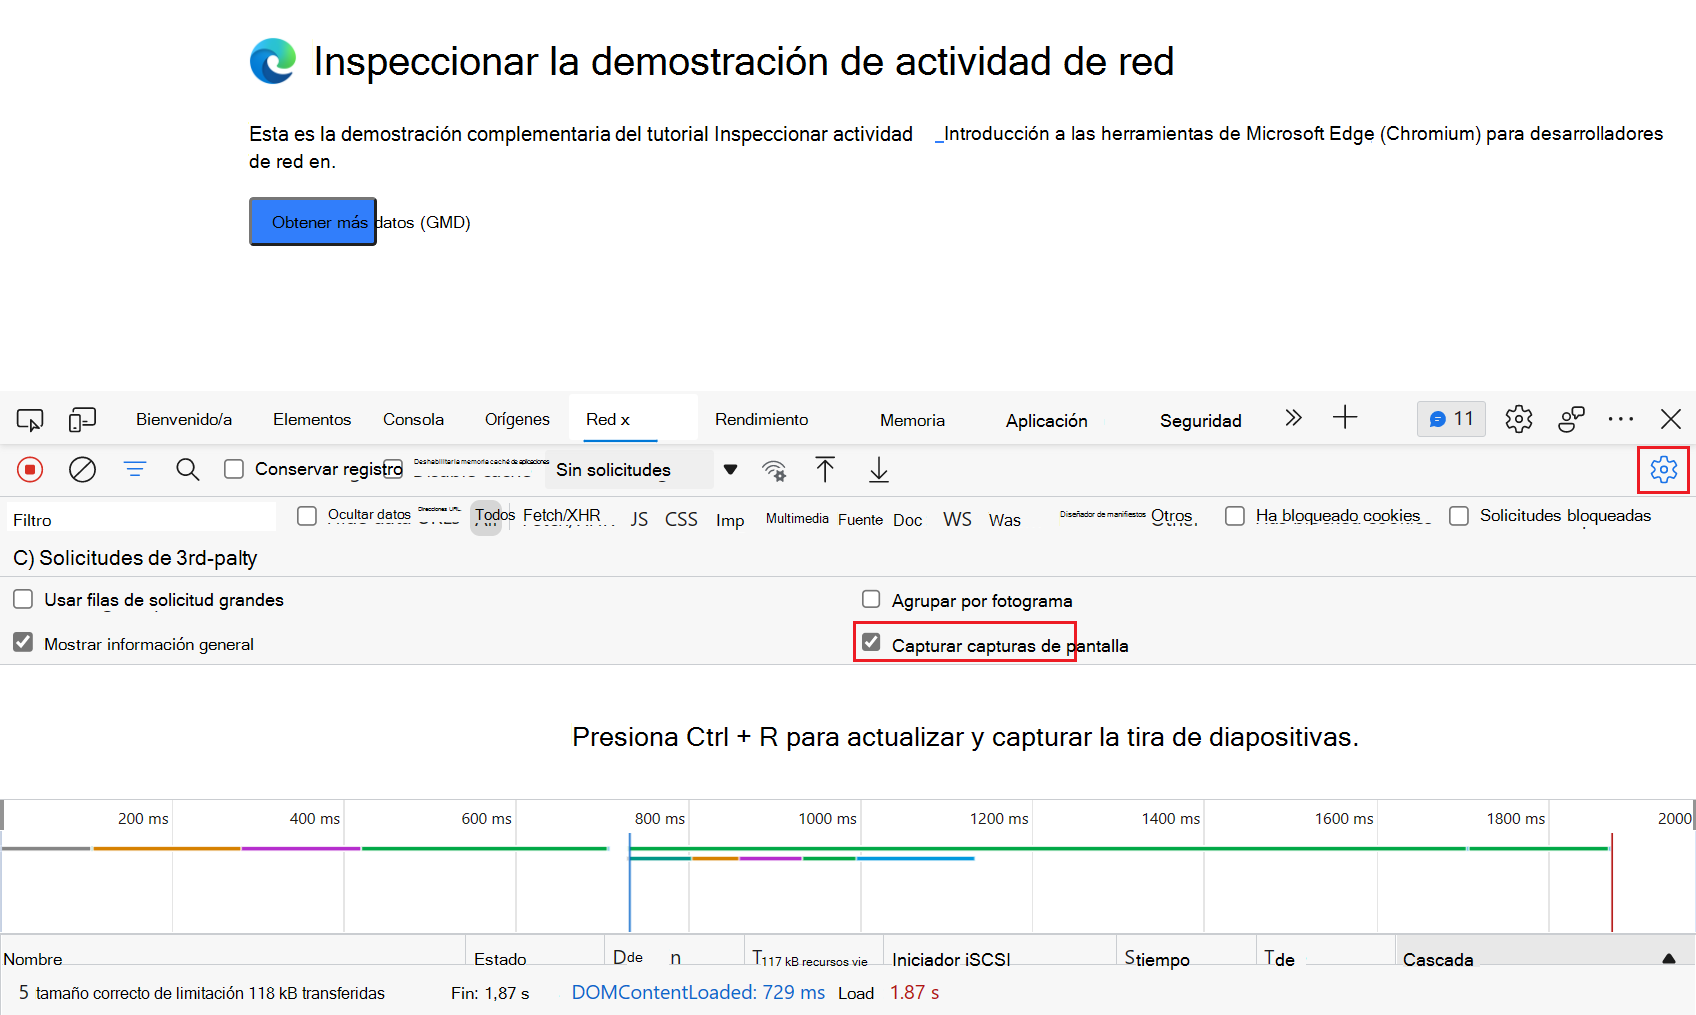 Inspeccionar la demostración de actividad de red
Esta es la demostración complementaria del tutorial Inspeccionar actividad _Introducción a las herramientas de Microsoft Edge (Chromium) para desarrolladores
de red en.
Obtener más datos (GMD)
Bienvenido/a Elementos Consola Orígenes Red x Rendimiento Memoria Aplicación Seguridad 11
Conservar registro Deshabilitar la memoria caché de aplicaciones Sin solicitudes
Filtro Ocultar datos Direcciones URL Todos Fetch/XHR JS CSS Imp Multimedia Fuente Doc WS Was Diseñador de manifiestos Otros Ha bloqueado cookies Solicitudes bloqueadas
C) Solicitudes de 3rd-palty
Usar filas de solicitud grandes Agrupar por fotograma
Mostrar información general Capturar capturas de pantalla
Presiona Ctrl + R para actualizar y capturar la tira de diapositivas.
200 ms 400 ms 600 ms 800 ms 1000 ms 1200 ms 1400 ms 1600 ms 1800 ms 2000
Nombre Estado Dde n T117 kB recursos vie Iniciador iSCSI Stiempo Tde Cascada
5 tamaño correcto de limitación 118 kB transferidas Fin: 1,87 s DOMContentLoaded: 729 ms Load 1.87 s